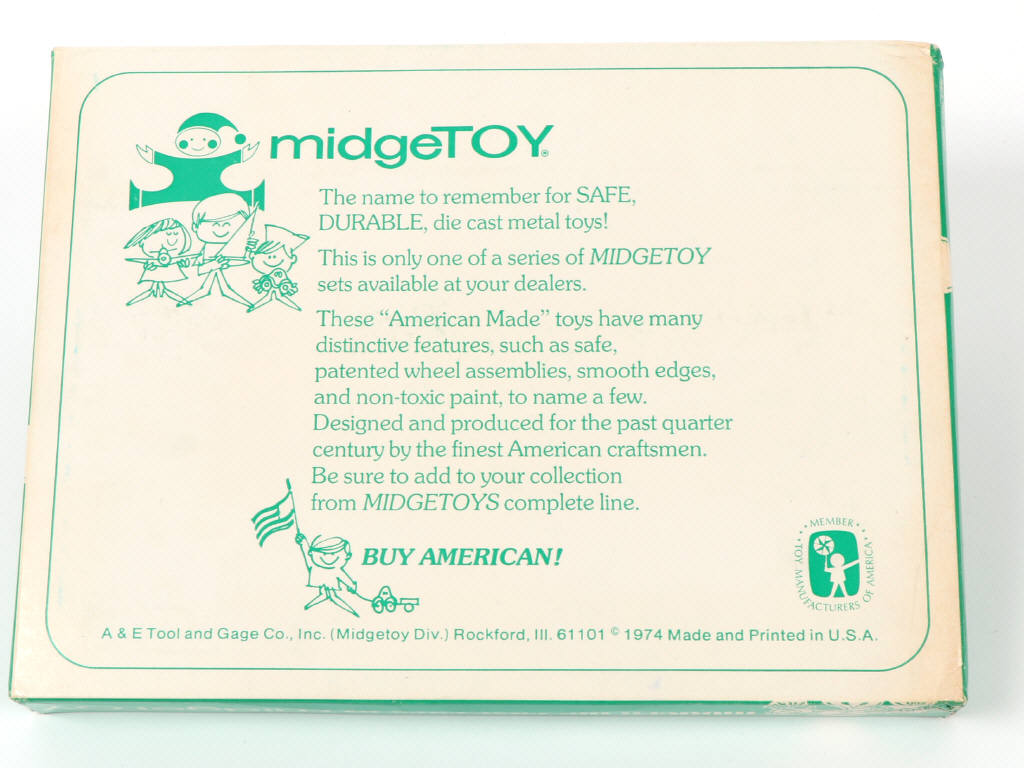 midgeTOY®
The name to remember for SAFE,
DURABLE, die cast metal toys!
This is only one of a series of MIDGETOY
sets available at your dealers.
These “American Made” toys have many
distinctive features, such as safe,
patented wheel assemblies, smooth edges,
and non-toxic paint, to name a few.
Designed and produced for the past quarter
century by the finest American craftsmen.
Be sure to add to your collection
from MIDGETOYS complete line.
BUY AMERICAN!
MEMBER
TOY MANUFACTURERS OF AMERICA
A & E Tool and Gage Co., Inc. (Midgetoy Div.) Rockford, Ill. 61101 © 1974 Made and Printed in U.S.A.